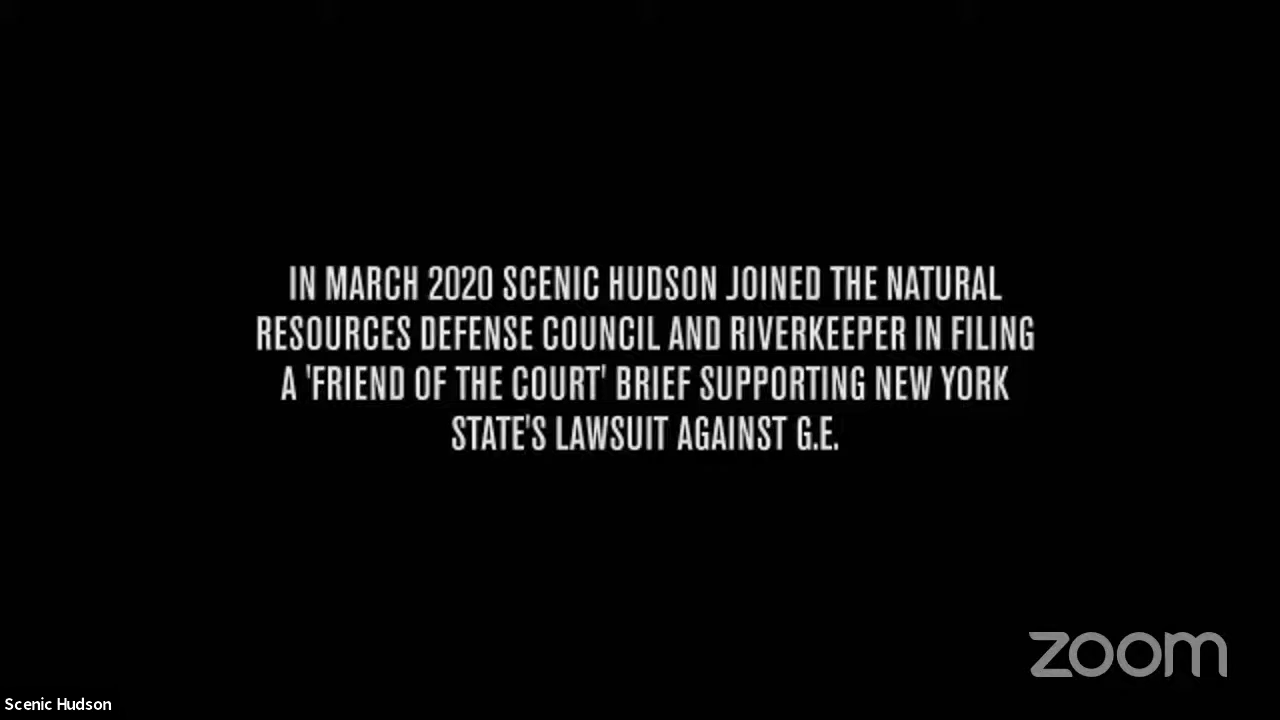 IN MARCH 2020 SCENIC HUDSON JOINED THE NATURAL
RESOURCES DEFENSE COUNCIL AND RIVERKEEPER IN FILING
A 'FRIEND OF THE COURT' BRIEF SUPPORTING NEW YORK
STATE'S LAWSUIT AGAINST G.E.
zoom
Scenic Hudson